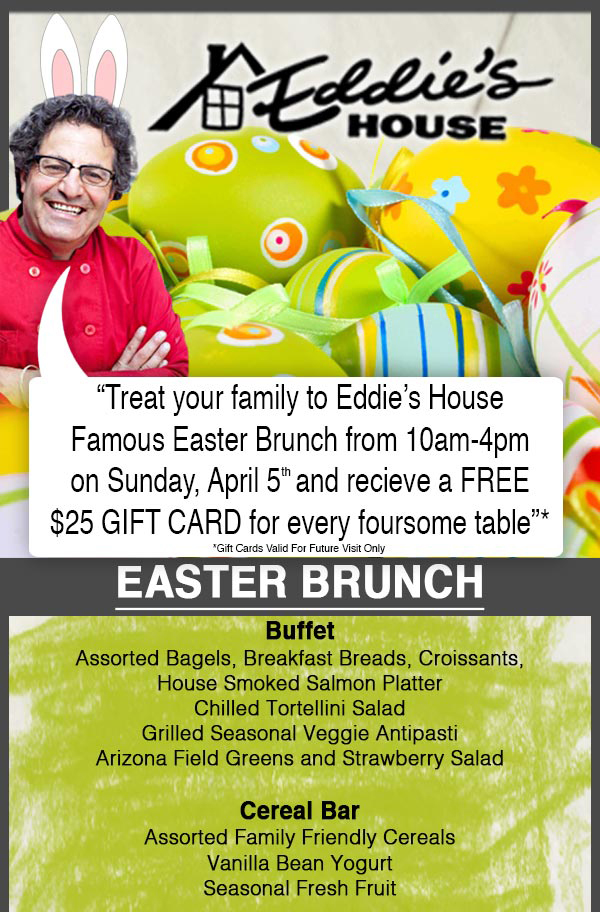 Eddie's
HOUSE
“Treat your family to Eddie’s House
Famous Easter Brunch from 10am-4pm
on Sunday, April 5th and recieve a FREE
$25 GIFT CARD for every foursome table”*
*Gift Cards Valid For Future Visit Only
EASTER BRUNCH
Buffet
Assorted Bagels, Breakfast Breads, Croissants,
House Smoked Salmon Platter
Chilled Tortellini Salad
Grilled Seasonal Veggie Antipasti
Arizona Field Greens and Strawberry Salad
Cereal Bar
Assorted Family Friendly Cereals
Vanilla Bean Yogurt
Seasonal Fresh Fruit